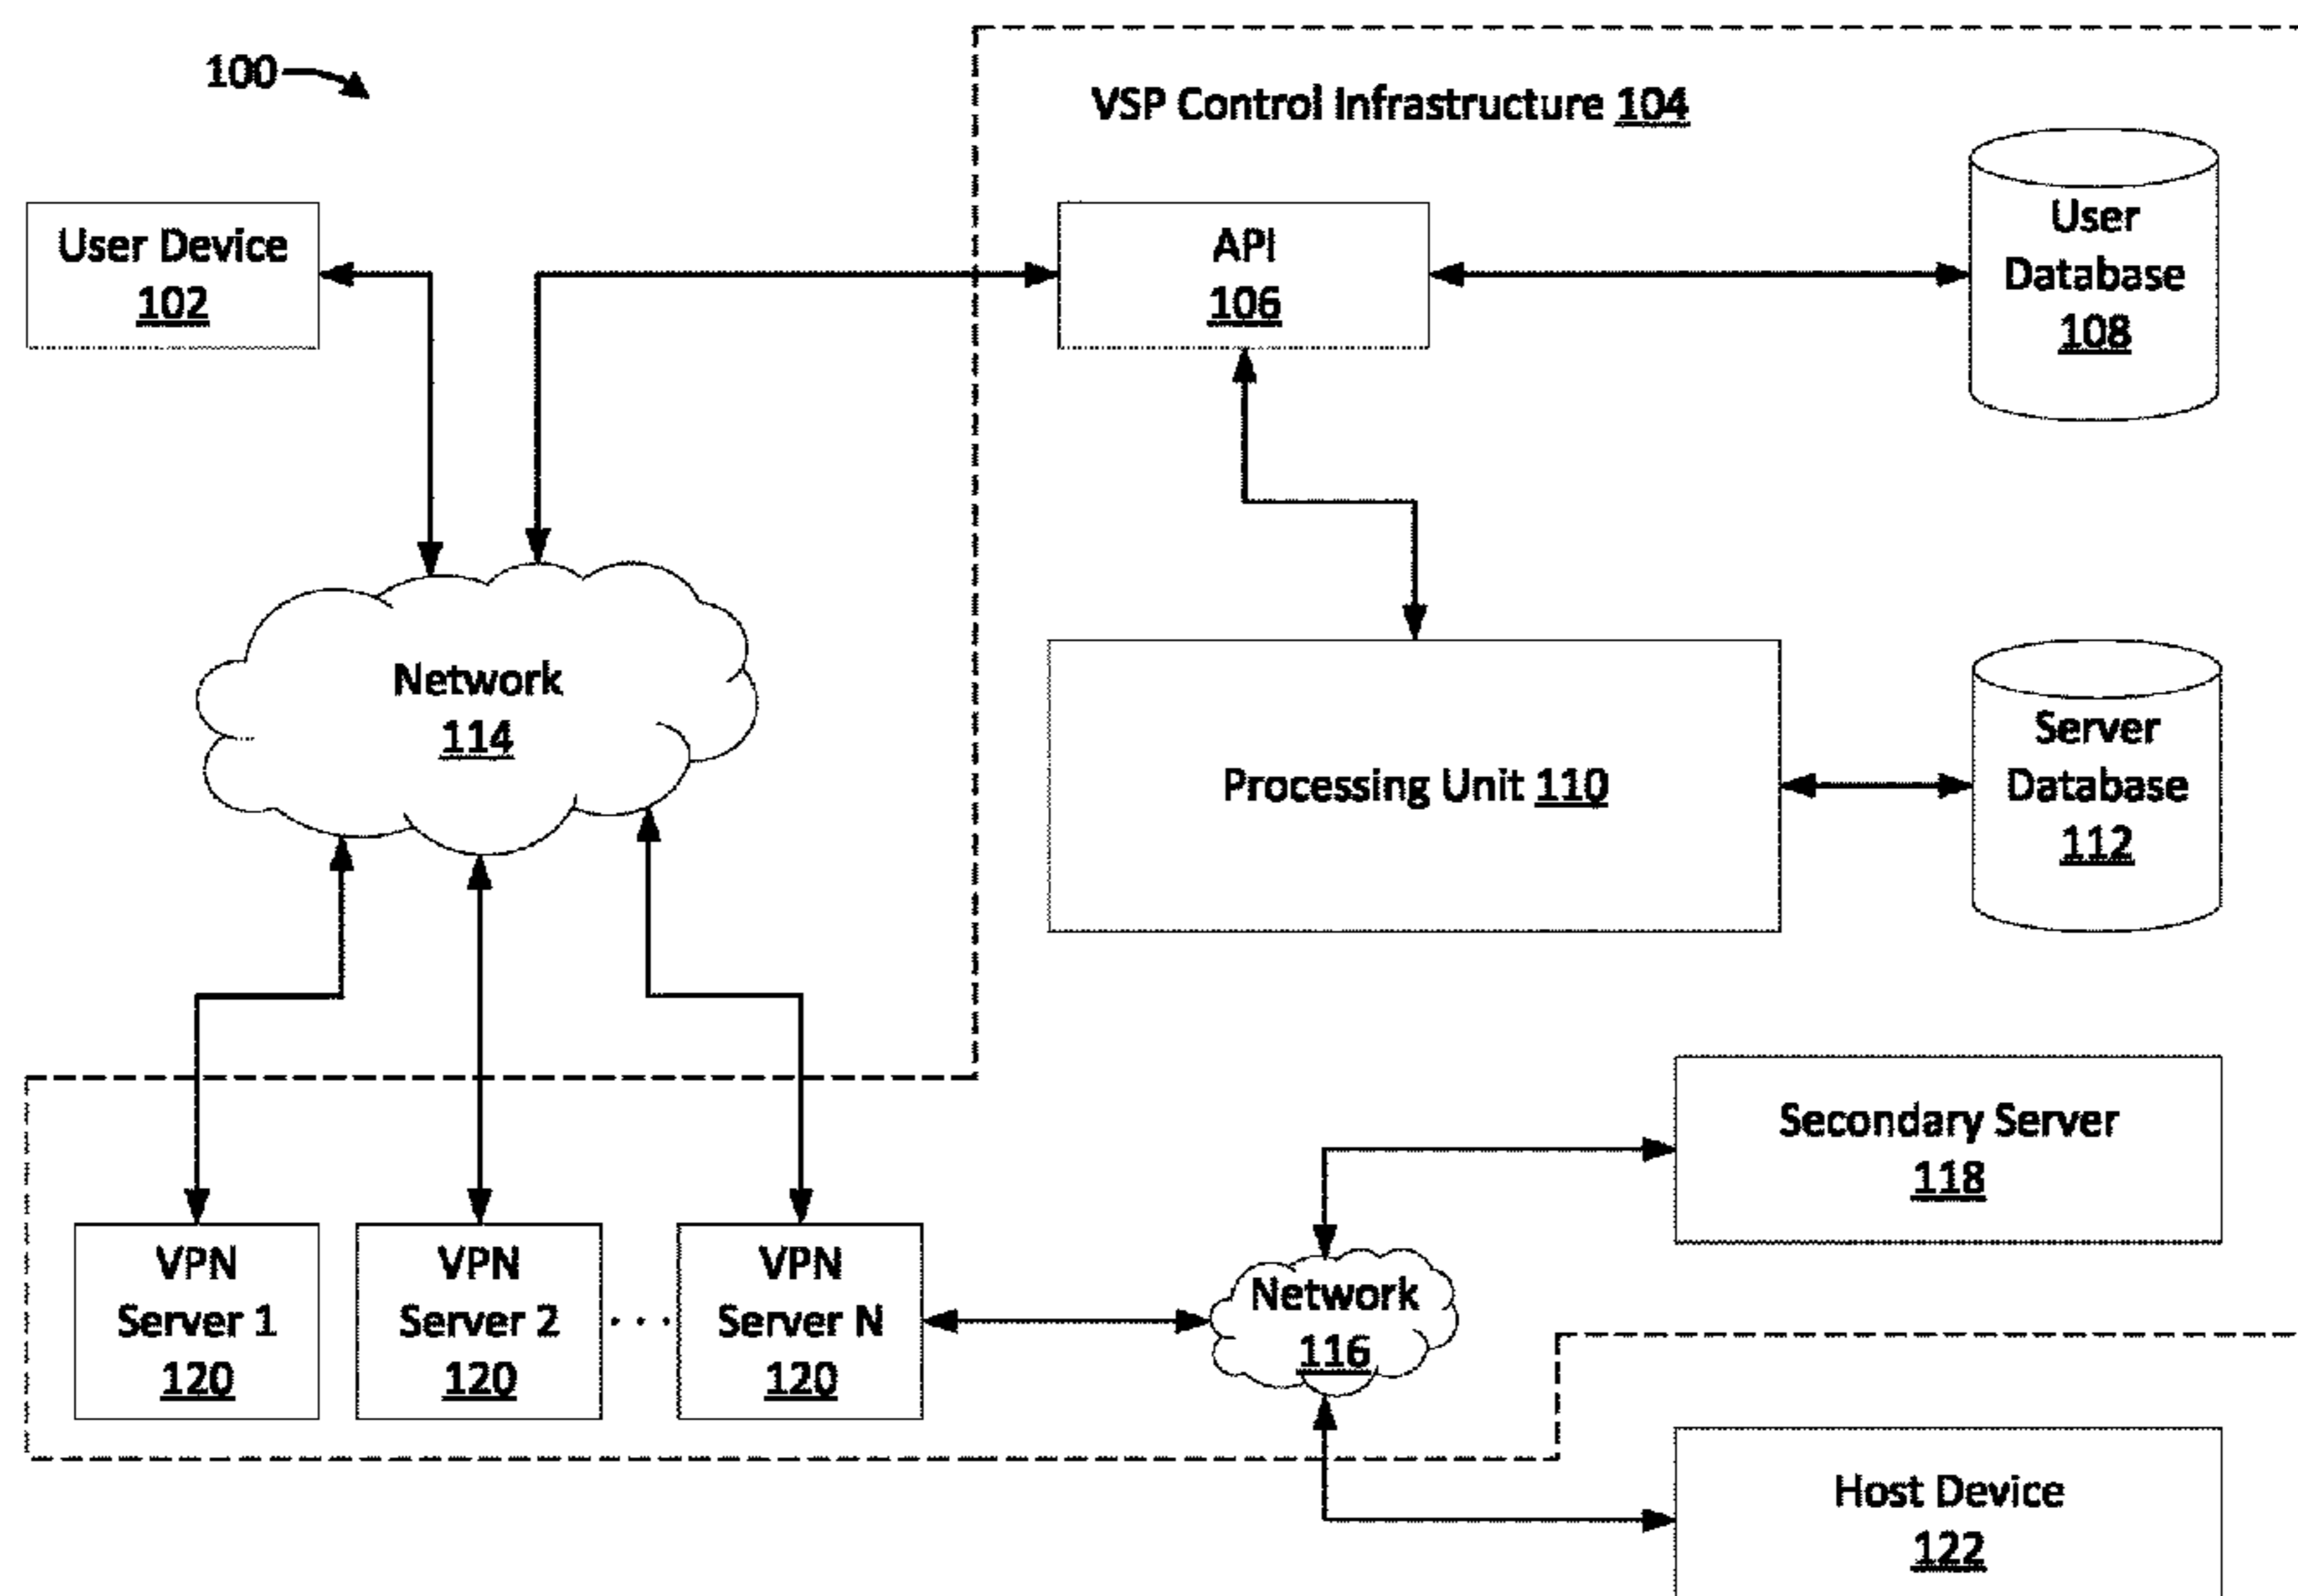 100
VSP Control Infrastructure 104
User Device
102
API
106
User
Database
108
Network
114
Processing Unit 110
Server
Database
112
Secondary Server
118
VPN
Server 1
120
VPN
Server 2
120
. . .
VPN
Server N
120
Network
116
Host Device
122